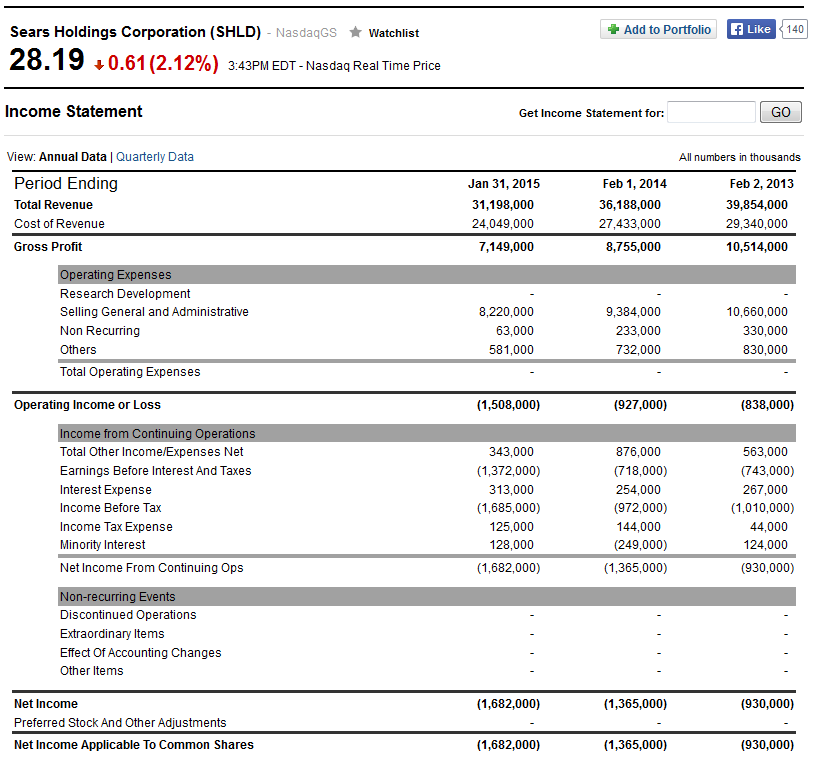 Sears Holdings Corporation (SHLD) - NasdaqGS Watchlist Add to Portfolio Like 140
28.19 0.61 (2.12%) 3:43PM EDT - Nasdaq Real Time Price
Income Statement Get Income Statement for: GO
View: Annual Data | Quarterly Data All numbers in thousands
Period Ending Jan 31, 2015 Feb 1, 2014 Feb 2, 2013
Total Revenue 31,198,000 36,188,000 39,854,000
Cost of Revenue 24,049,000 27,433,000 29,340,000
Gross Profit 7,149,000 8,755,000 10,514,000
Operating Expenses
Research Development - - -
Selling General and Administrative 8,220,000 9,384,000 10,660,000
Non Recurring 63,000 233,000 330,000
Others 581,000 732,000 830,000
Total Operating Expenses - - -
Operating Income or Loss (1,508,000) (927,000) (838,000)
Income from Continuing Operations
Total Other Income/Expenses Net 343,000 876,000 563,000
Earnings Before Interest And Taxes (1,372,000) (718,000) (743,000)
Interest Expense 313,000 254,000 267,000
Income Before Tax (1,685,000) (972,000) (1,010,000)
Income Tax Expense 125,000 144,000 44,000
Minority Interest 128,000 (249,000) 124,000
Net Income From Continuing Ops (1,682,000) (1,365,000) (930,000)
Non-recurring Events
Discontinued Operations - - -
Extraordinary Items - - -
Effect Of Accounting Changes - - -
Other Items - - -
Net Income (1,682,000) (1,365,000) (930,000)
Preferred Stock And Other Adjustments - - -
Net Income Applicable To Common Shares (1,682,000) (1,365,000) (930,000)